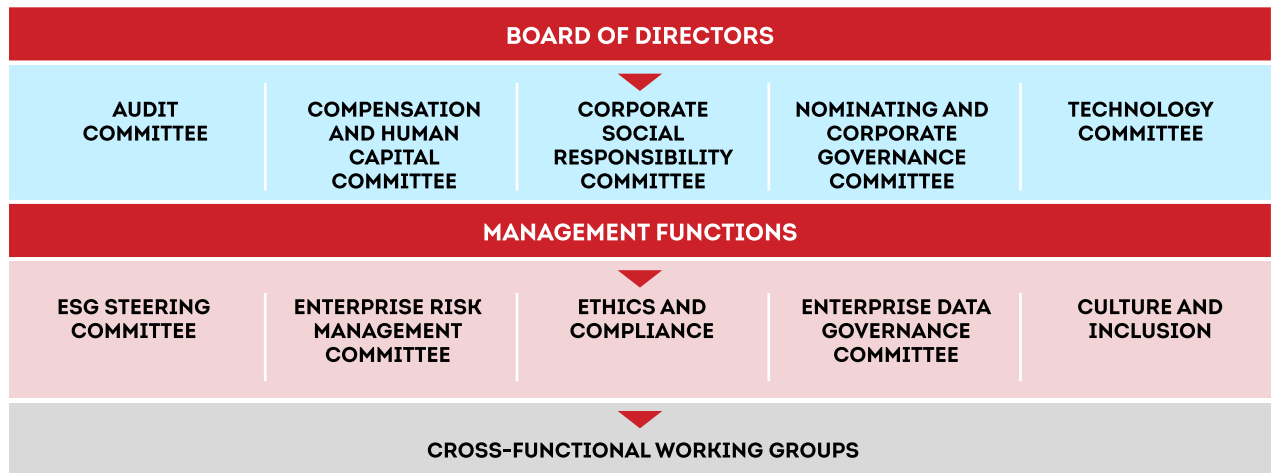 BOARD OF DIRECTORS
AUDIT
COMMITTEE
COMPENSATION
AND HUMAN
CAPITAL
COMMITTEE
CORPORATE
SOCIAL
RESPONSIBILITY
COMMITTEE
NOMINATING AND
CORPORATE
GOVERNANCE
COMMITTEE
TECHNOLOGY
COMMITTEE
MANAGEMENT FUNCTIONS
ESG STEERING
COMMITTEE
ENTERPRISE RISK
MANAGEMENT
COMMITTEE
ETHICS AND
COMPLIANCE
ENTERPRISE DATA
GOVERNANCE
COMMITTEE
CULTURE AND
INCLUSION
CROSS-FUNCTIONAL WORKING GROUPS